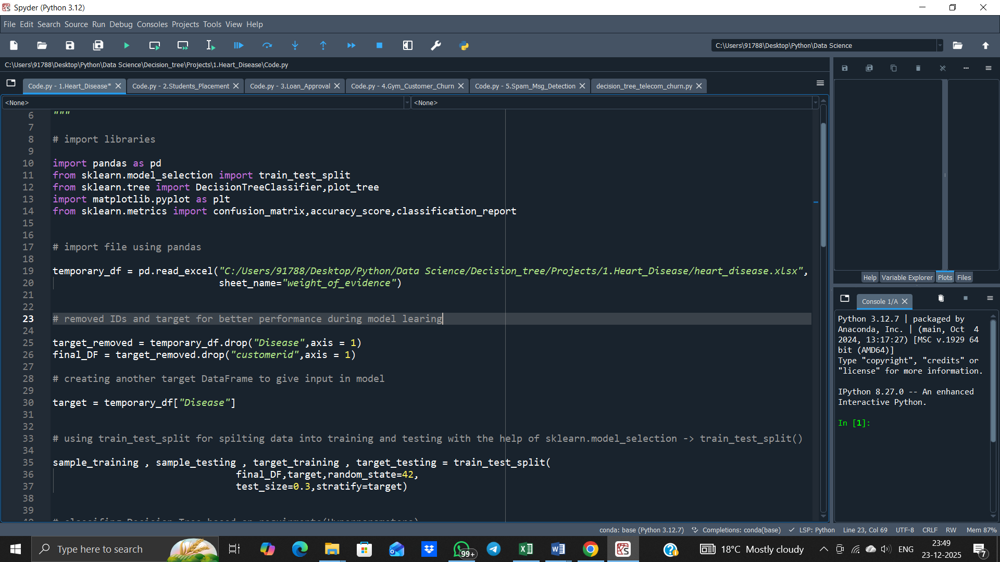 Spyder (Python 3.12)
File Edit Search Source Run Debug Consoles Projects Tools View Help
C:\Users\91788\Desktop\Python\Data Science
C:\Users\91788\Desktop\Python\Data Science\Decision_tree\Projects\1.Heart_Disease\Code.py
Code.py - 1.Heart_Disease* Code.py - 2.Students_Placement Code.py - 3.Loan_Approval Code.py - 4.Gym_Customer_Churn Code.py - 5.Spam_Msg_Detection decision_tree_telecom_churn.py
<None> <None>
6 """
7
8 # import libraries
9
10 import pandas as pd
11 from sklearn.model_selection import train_test_split
12 from sklearn.tree import DecisionTreeClassifier,plot_tree
13 import matplotlib.pyplot as plt
14 from sklearn.metrics import confusion_matrix,accuracy_score,classification_report
15
16
17 # import file using pandas
18
19 temporary_df = pd.read_excel("C:/Users/91788/Desktop/Python/Data Science/Decision_tree/Projects/1.Heart_Disease/heart_disease.xlsx",
20 sheet_name="weight_of_evidence")
21
22
23 # removed IDs and target for better performance during model learing
24
25 target_removed = temporary_df.drop("Disease",axis = 1)
26 final_DF = target_removed.drop("customerid",axis = 1)
27
28 # creating another target DataFrame to give input in model
29
30 target = temporary_df["Disease"]
31
32
33 # using train_test_split for spilting data into training and testing with the help of sklearn.model_selection -> train_test_split()
34
35 sample_training , sample_testing , target_training , target_testing = train_test_split(
36 final_DF,target,random_state=42,
37 test_size=0.3,stratify=target)
38
39
Help Variable Explorer Plots Files
Console 1/A
Python 3.12.7 | packaged by
Anaconda, Inc. | (main, Oct 4
2024, 13:17:27) [MSC v.1929 64
bit (AMD64)]
Type "copyright", "credits" or
"license" for more information.
IPython 8.27.0 -- An enhanced
Interactive Python.
In [1]:
conda: base (Python 3.12.7) Completions: conda(base) LSP: Python Line 23, Col 69 UTF-8 CRLF RW Mem 87%
Type here to search
99+
18°C Mostly cloudy
ENG
23:49
23-12-2025
7